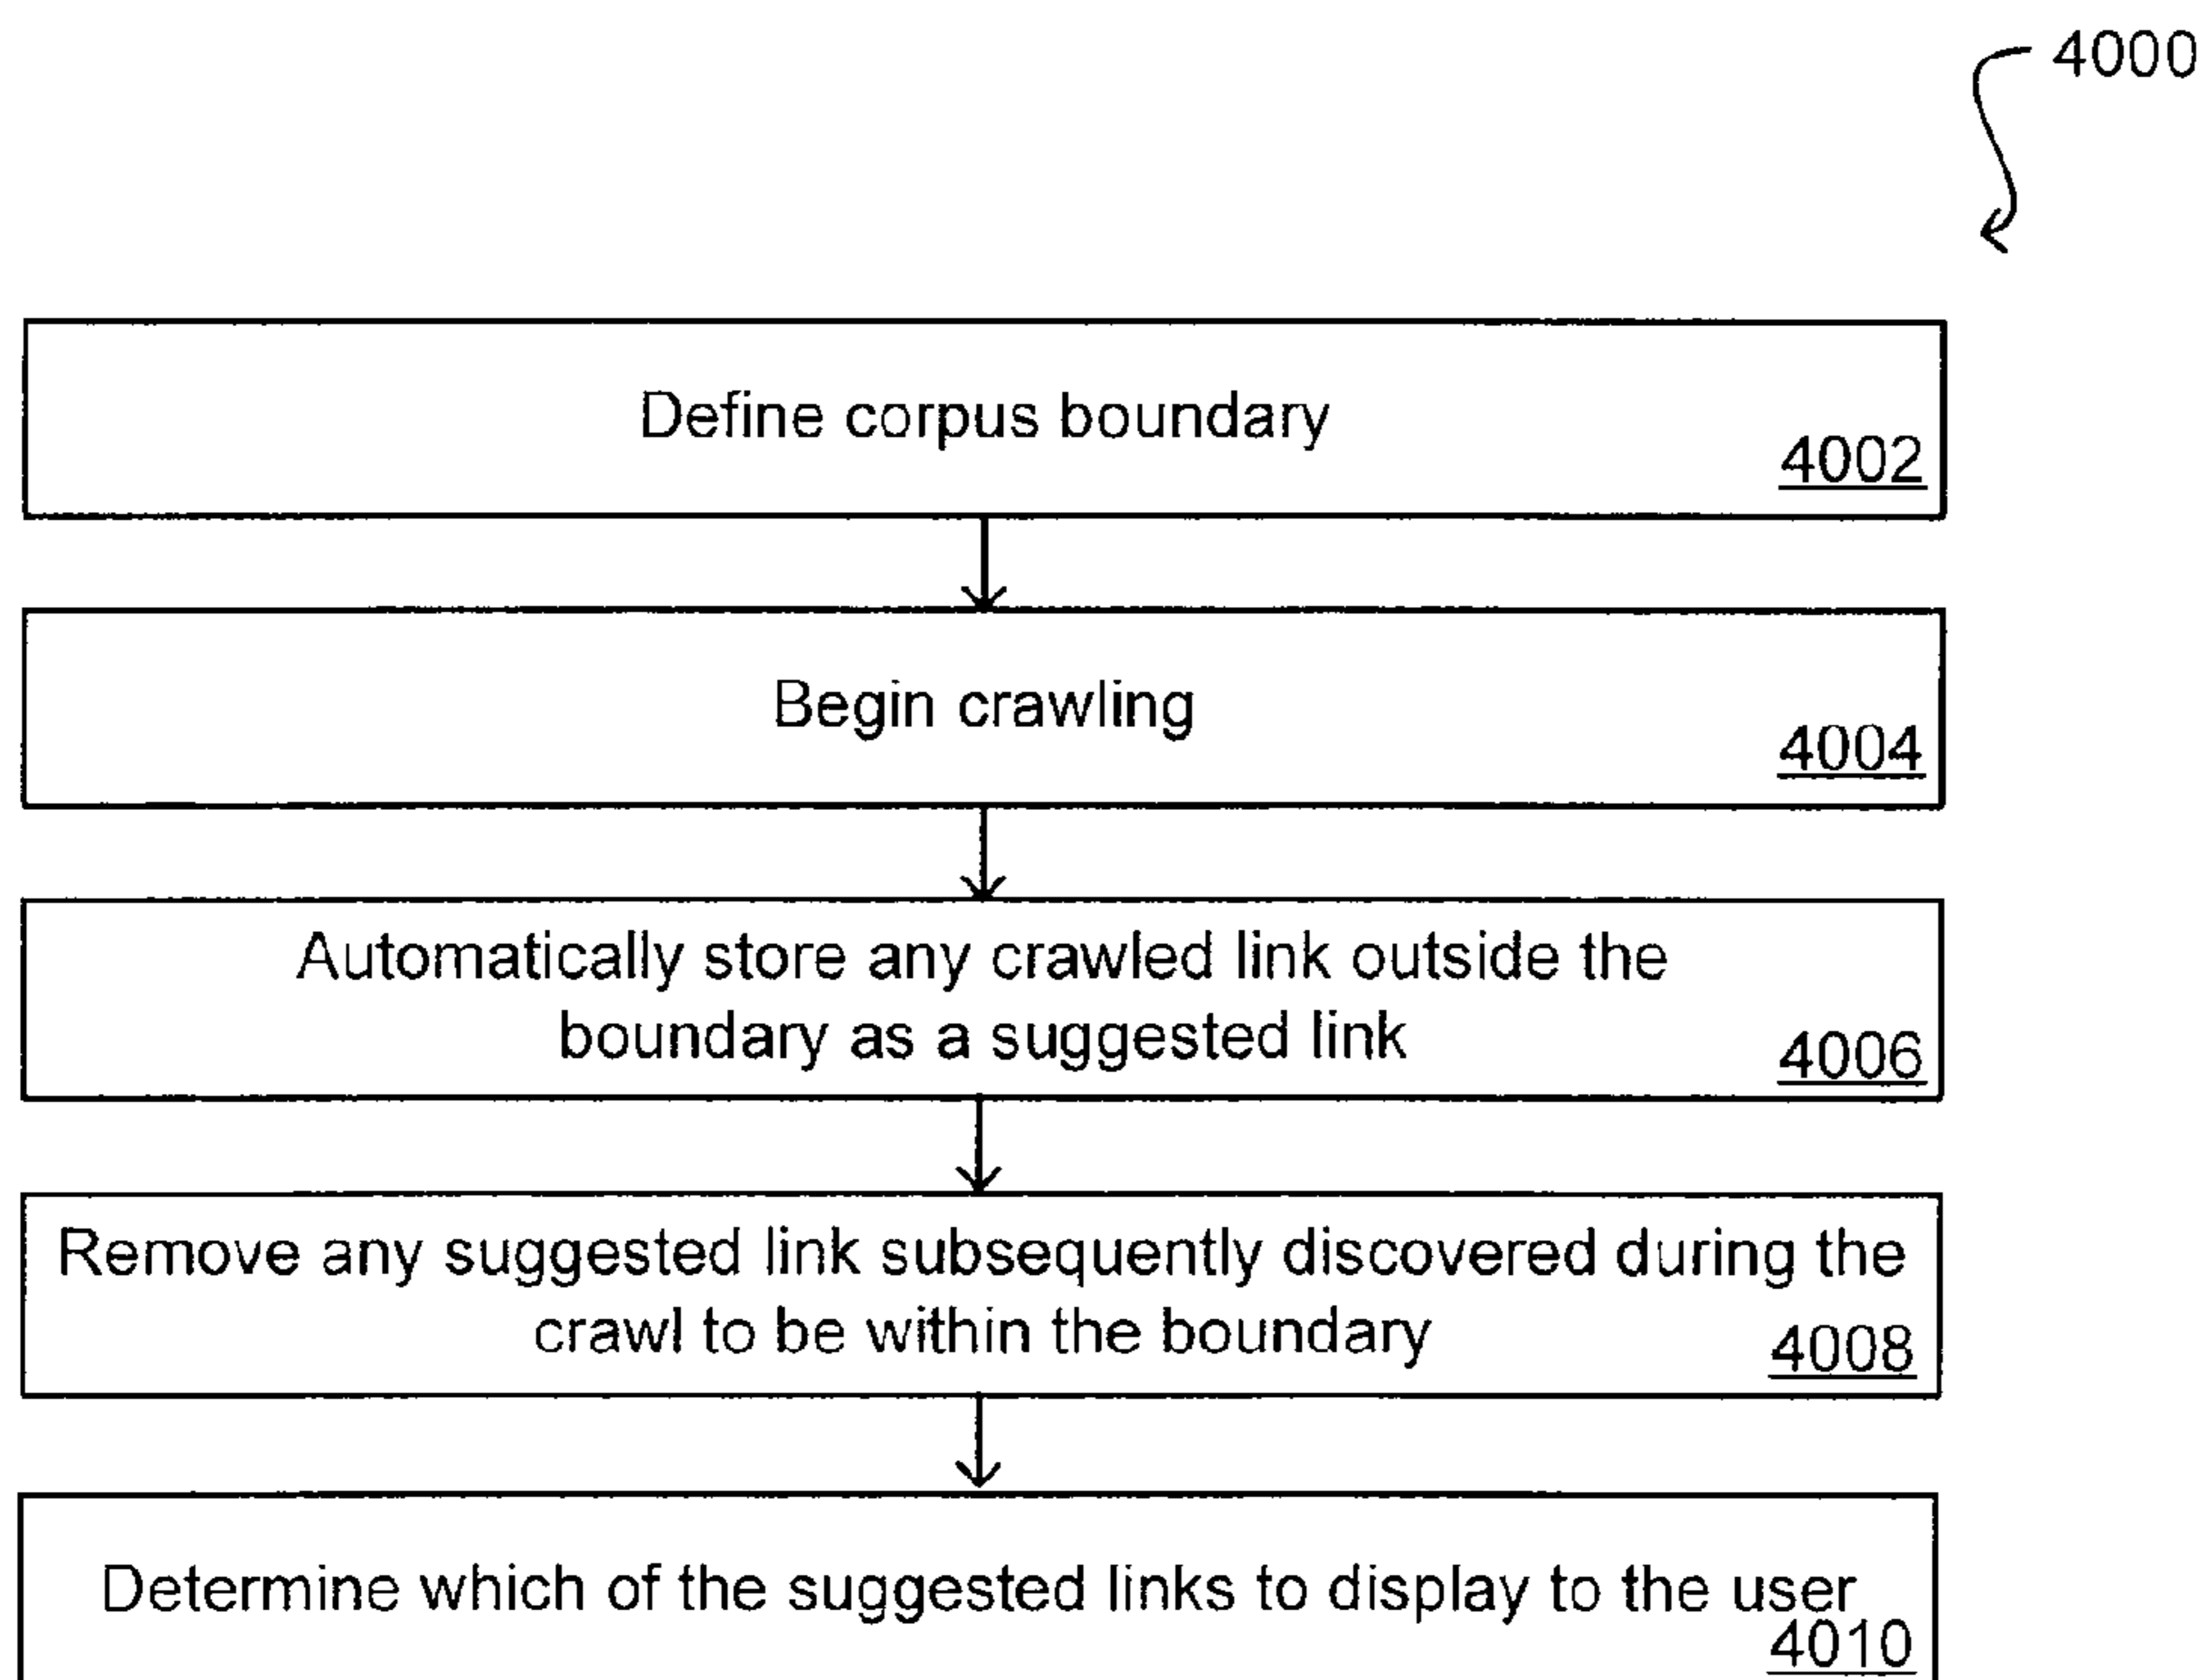 4000
Define corpus boundary
4002
Begin crawling
4004
Automatically store any crawled link outside the
boundary as a suggested link
4006
Remove any suggested link subsequently discovered during the
crawl to be within the boundary
4008
Determine which of the suggested links to display to the user
4010